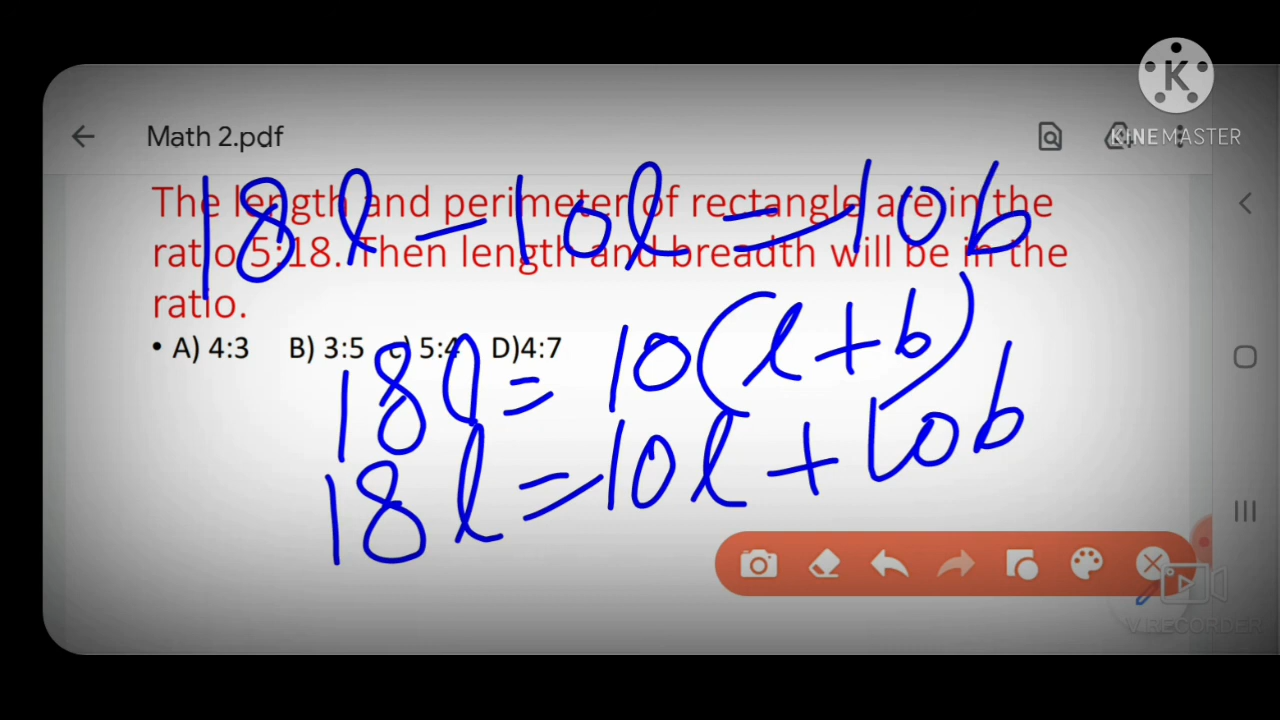 K
KINEMASTER
Math 2.pdf
The length and perimeter of rectangle are in the
ratio 5:18. Then length and breadth will be in the
ratio.
• A) 4:3 B) 3:5 c) 5:4 D)4:7
18l - 10l = 10b
18l = 10(l+b)
18l = 10l + 10b
V.RECORDER